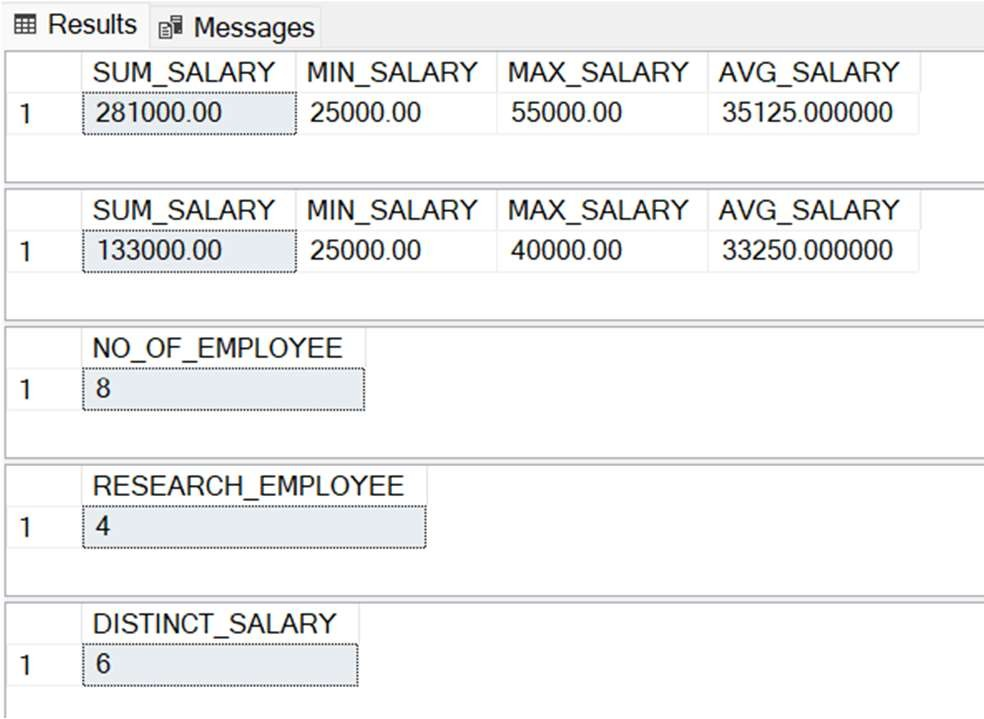 Results Messages
SUM_SALARY MIN_SALARY MAX_SALARY AVG_SALARY
1 281000.00 25000.00 55000.00 35125.000000
SUM_SALARY MIN_SALARY MAX_SALARY AVG_SALARY
1 133000.00 25000.00 40000.00 33250.000000
NO_OF_EMPLOYEE
1 8
RESEARCH_EMPLOYEE
1 4
DISTINCT_SALARY
1 6